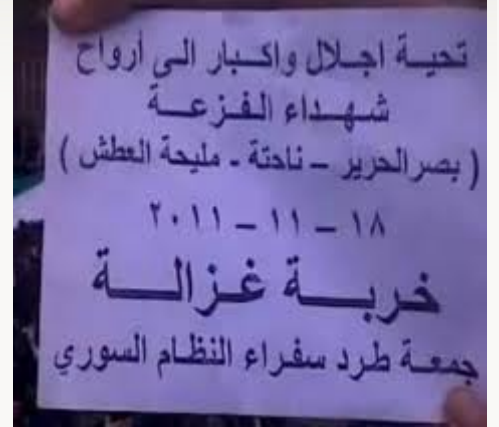 تحية اجلال واكبار الى أرواح
شهداء الفزعة
( بصرالحرير - ناحتة - مليحة العطش )
١٨ - ١١ - ٢٠١١
خربة غزالة
جمعة طرد سفراء النظام السوري